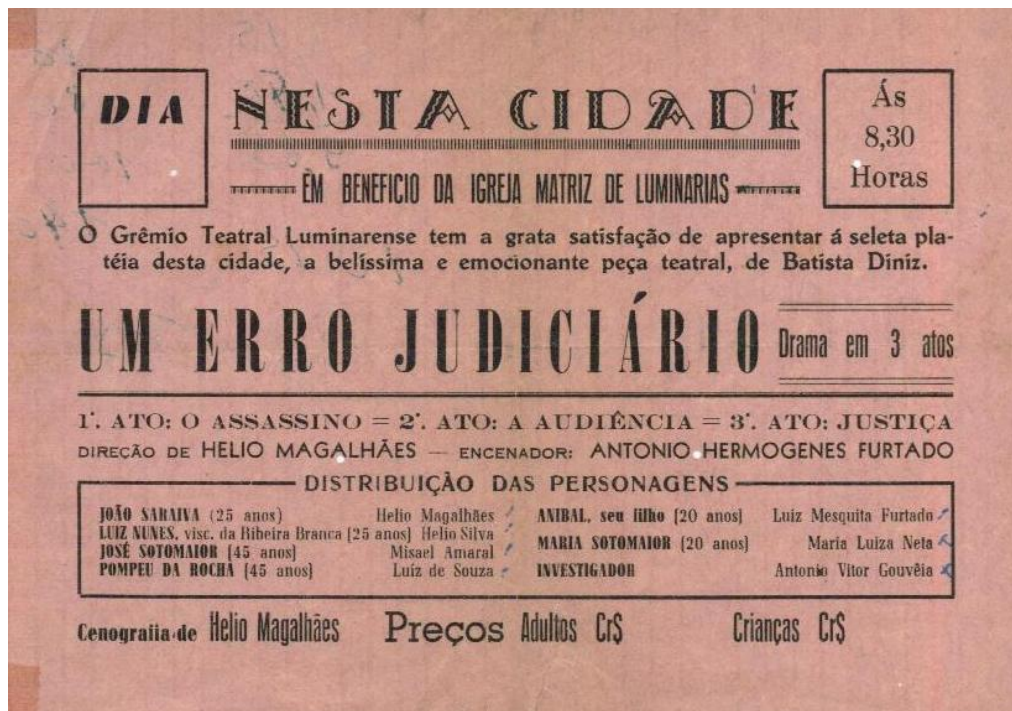 DIA
NESTA CIDADE
Ás
8,30
Horas
EM BENEFICIO DA IGREJA MATRIZ DE LUMINARIAS
O Grêmio Teatral Luminarense tem a grata satisfação de apresentar á seleta pla-
téia desta cidade, a belíssima e emocionante peça teatral, de Batista Diniz.
UM ERRO JUDICIÁRIO
Drama em 3 atos
1°. ATO: O ASSASSINO = 2°. ATO: A AUDIÊNCIA = 3°. ATO: JUSTIÇA
DIREÇÃO DE HELIO MAGALHÃES — ENCENADOR: ANTONIO HERMOGENES FURTADO
DISTRIBUIÇÃO DAS PERSONAGENS
JOÃO SARAIVA (25 anos) Helio Magalhães
LUIZ NUNES, visc. da Ribeira Branca [25 anos] Helio Silva
JOSÉ SOTOMAIOR [45 anos] Misael Amaral
POMPEU DA ROCHA [45 anos] Luíz de Souza
ANIBAL, seu filho [20 anos] Luiz Mesquita Furtado
MARIA SOTOMAIOR (20 anos) Maria Luiza Neta
INVESTIGADOR Antonio Vitor Gouvêia
Cenografia de Helio Magalhães
Preços Adultos Cr$ Crianças Cr$